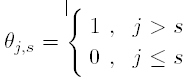 θ_{j,s} = { 1 , j > s
0 , j ≤ s